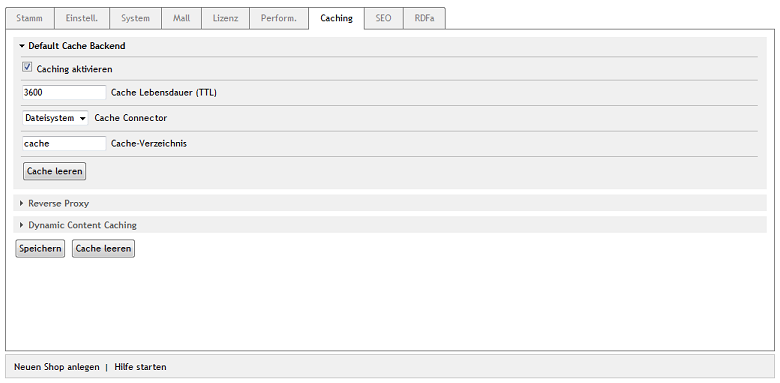 Stamm Einstell. System Mall Lizenz Perform. Caching SEO RDFa
Default Cache Backend
Caching aktivieren
3600 Cache Lebensdauer (TTL)
Dateisystem Cache Connector
cache Cache-Verzeichnis
Cache leeren
Reverse Proxy
Dynamic Content Caching
Speichern Cache leeren
Neuen Shop anlegen | Hilfe starten